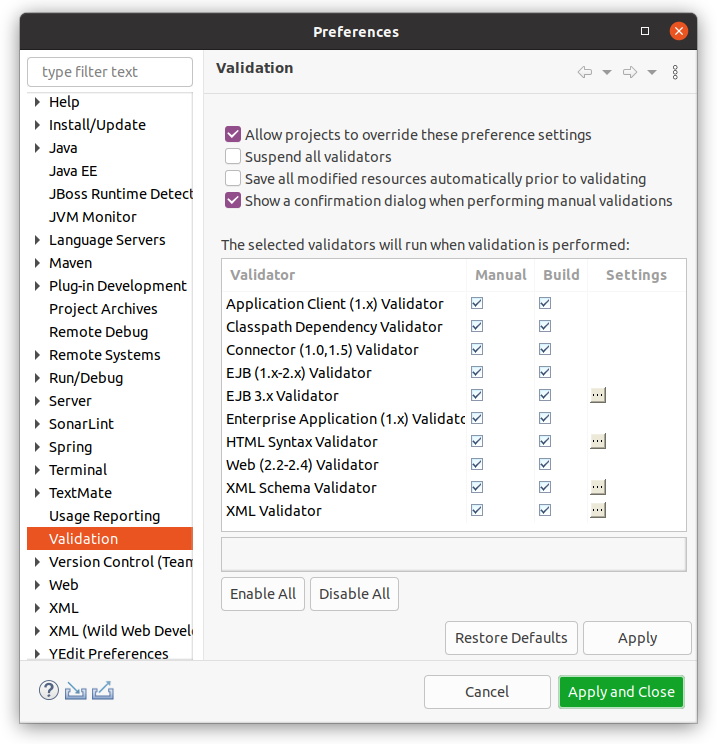 Preferences
type filter text
Help
Install/Update
Java
Java EE
JBoss Runtime Detect
JVM Monitor
Language Servers
Maven
Plug-in Development
Project Archives
Remote Debug
Remote Systems
Run/Debug
Server
SonarLint
Spring
Terminal
TextMate
Usage Reporting
Validation
Version Control (Team
Web
XML
XML (Wild Web Devel
YEdit Preferences
Validation
Allow projects to override these preference settings
Suspend all validators
Save all modified resources automatically prior to validating
Show a confirmation dialog when performing manual validations
The selected validators will run when validation is performed:
Validator Manual Build Settings
Application Client (1.x) Validator
Classpath Dependency Validator
Connector (1.0,1.5) Validator
EJB (1.x-2.x) Validator
EJB 3.x Validator ...
Enterprise Application (1.x) Validato
HTML Syntax Validator ...
Web (2.2-2.4) Validator
XML Schema Validator ...
XML Validator ...
Enable All Disable All
Restore Defaults Apply
? Cancel Apply and Close